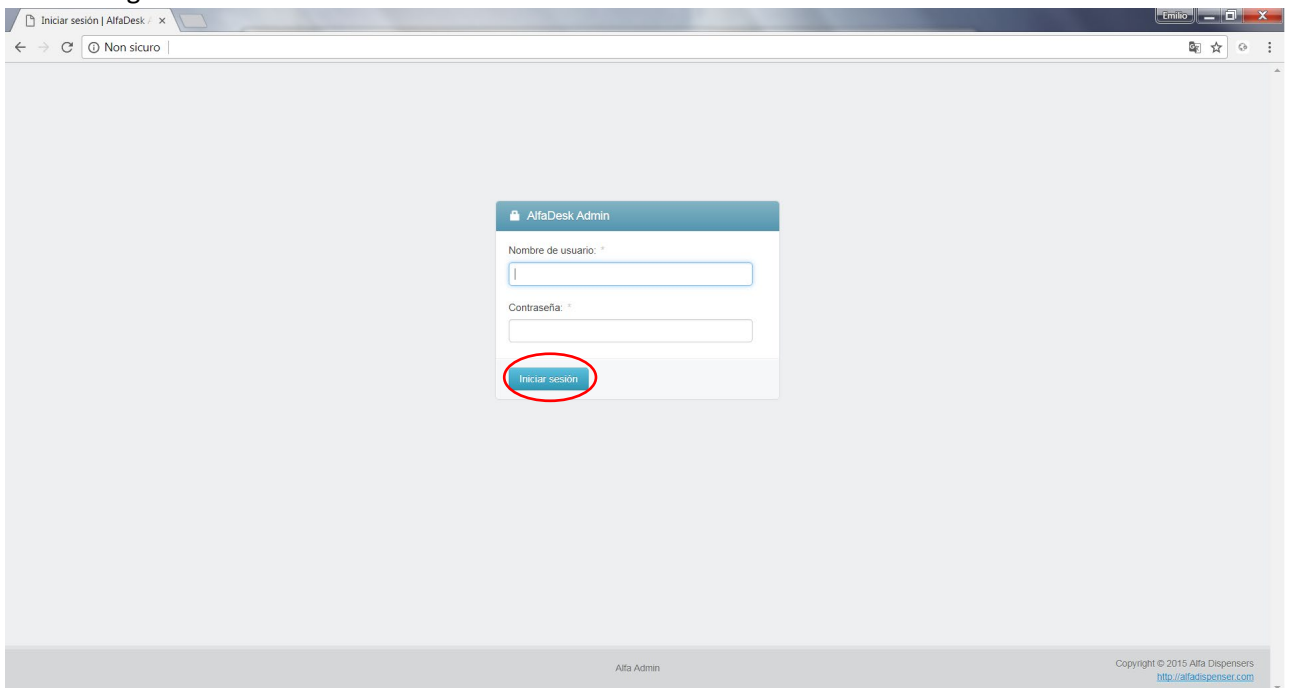 Iniciar sesión | AlfaDesk A
Emilio
Non sicuro
AlfaDesk Admin
Nombre de usuario: *
Contraseña: *
Iniciar sesión
Alfa Admin
Copyright © 2015 Alfa Dispensers
http://alfadispenser.com